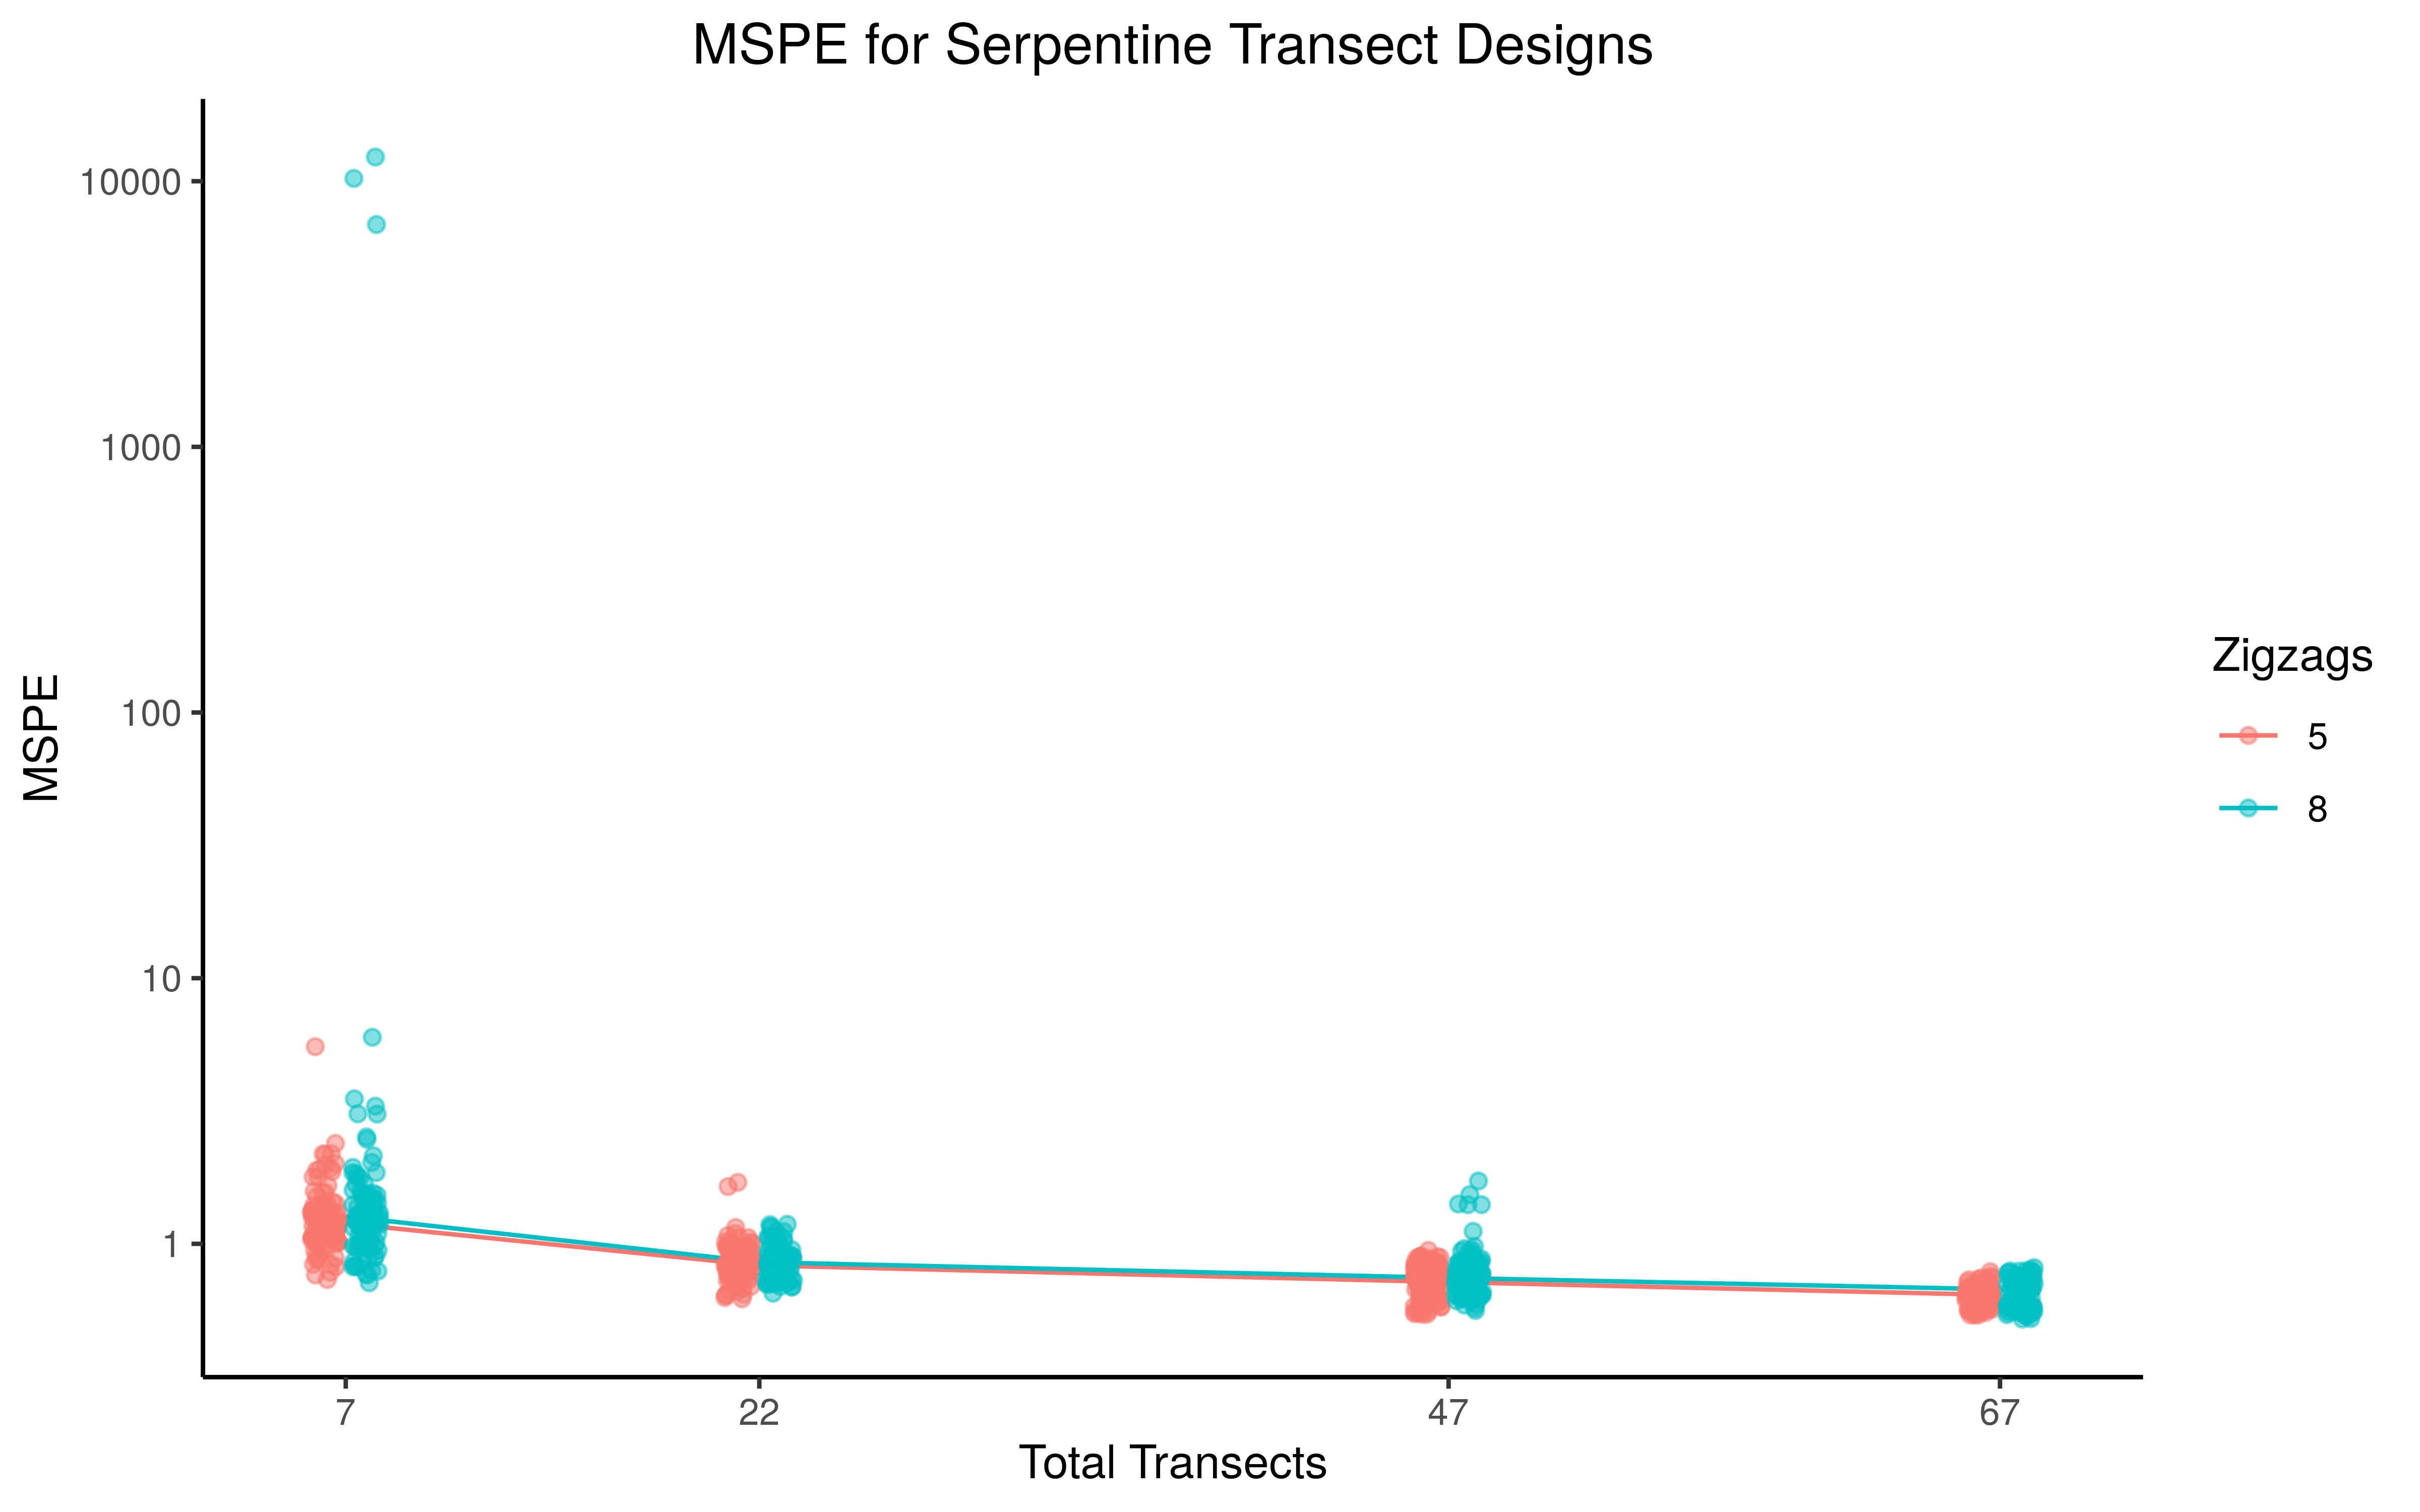 MSPE for Serpentine Transect Designs
MSPE
10000
1000
100
10
1
7 22 47 67
Total Transects
Zigzags
5
8